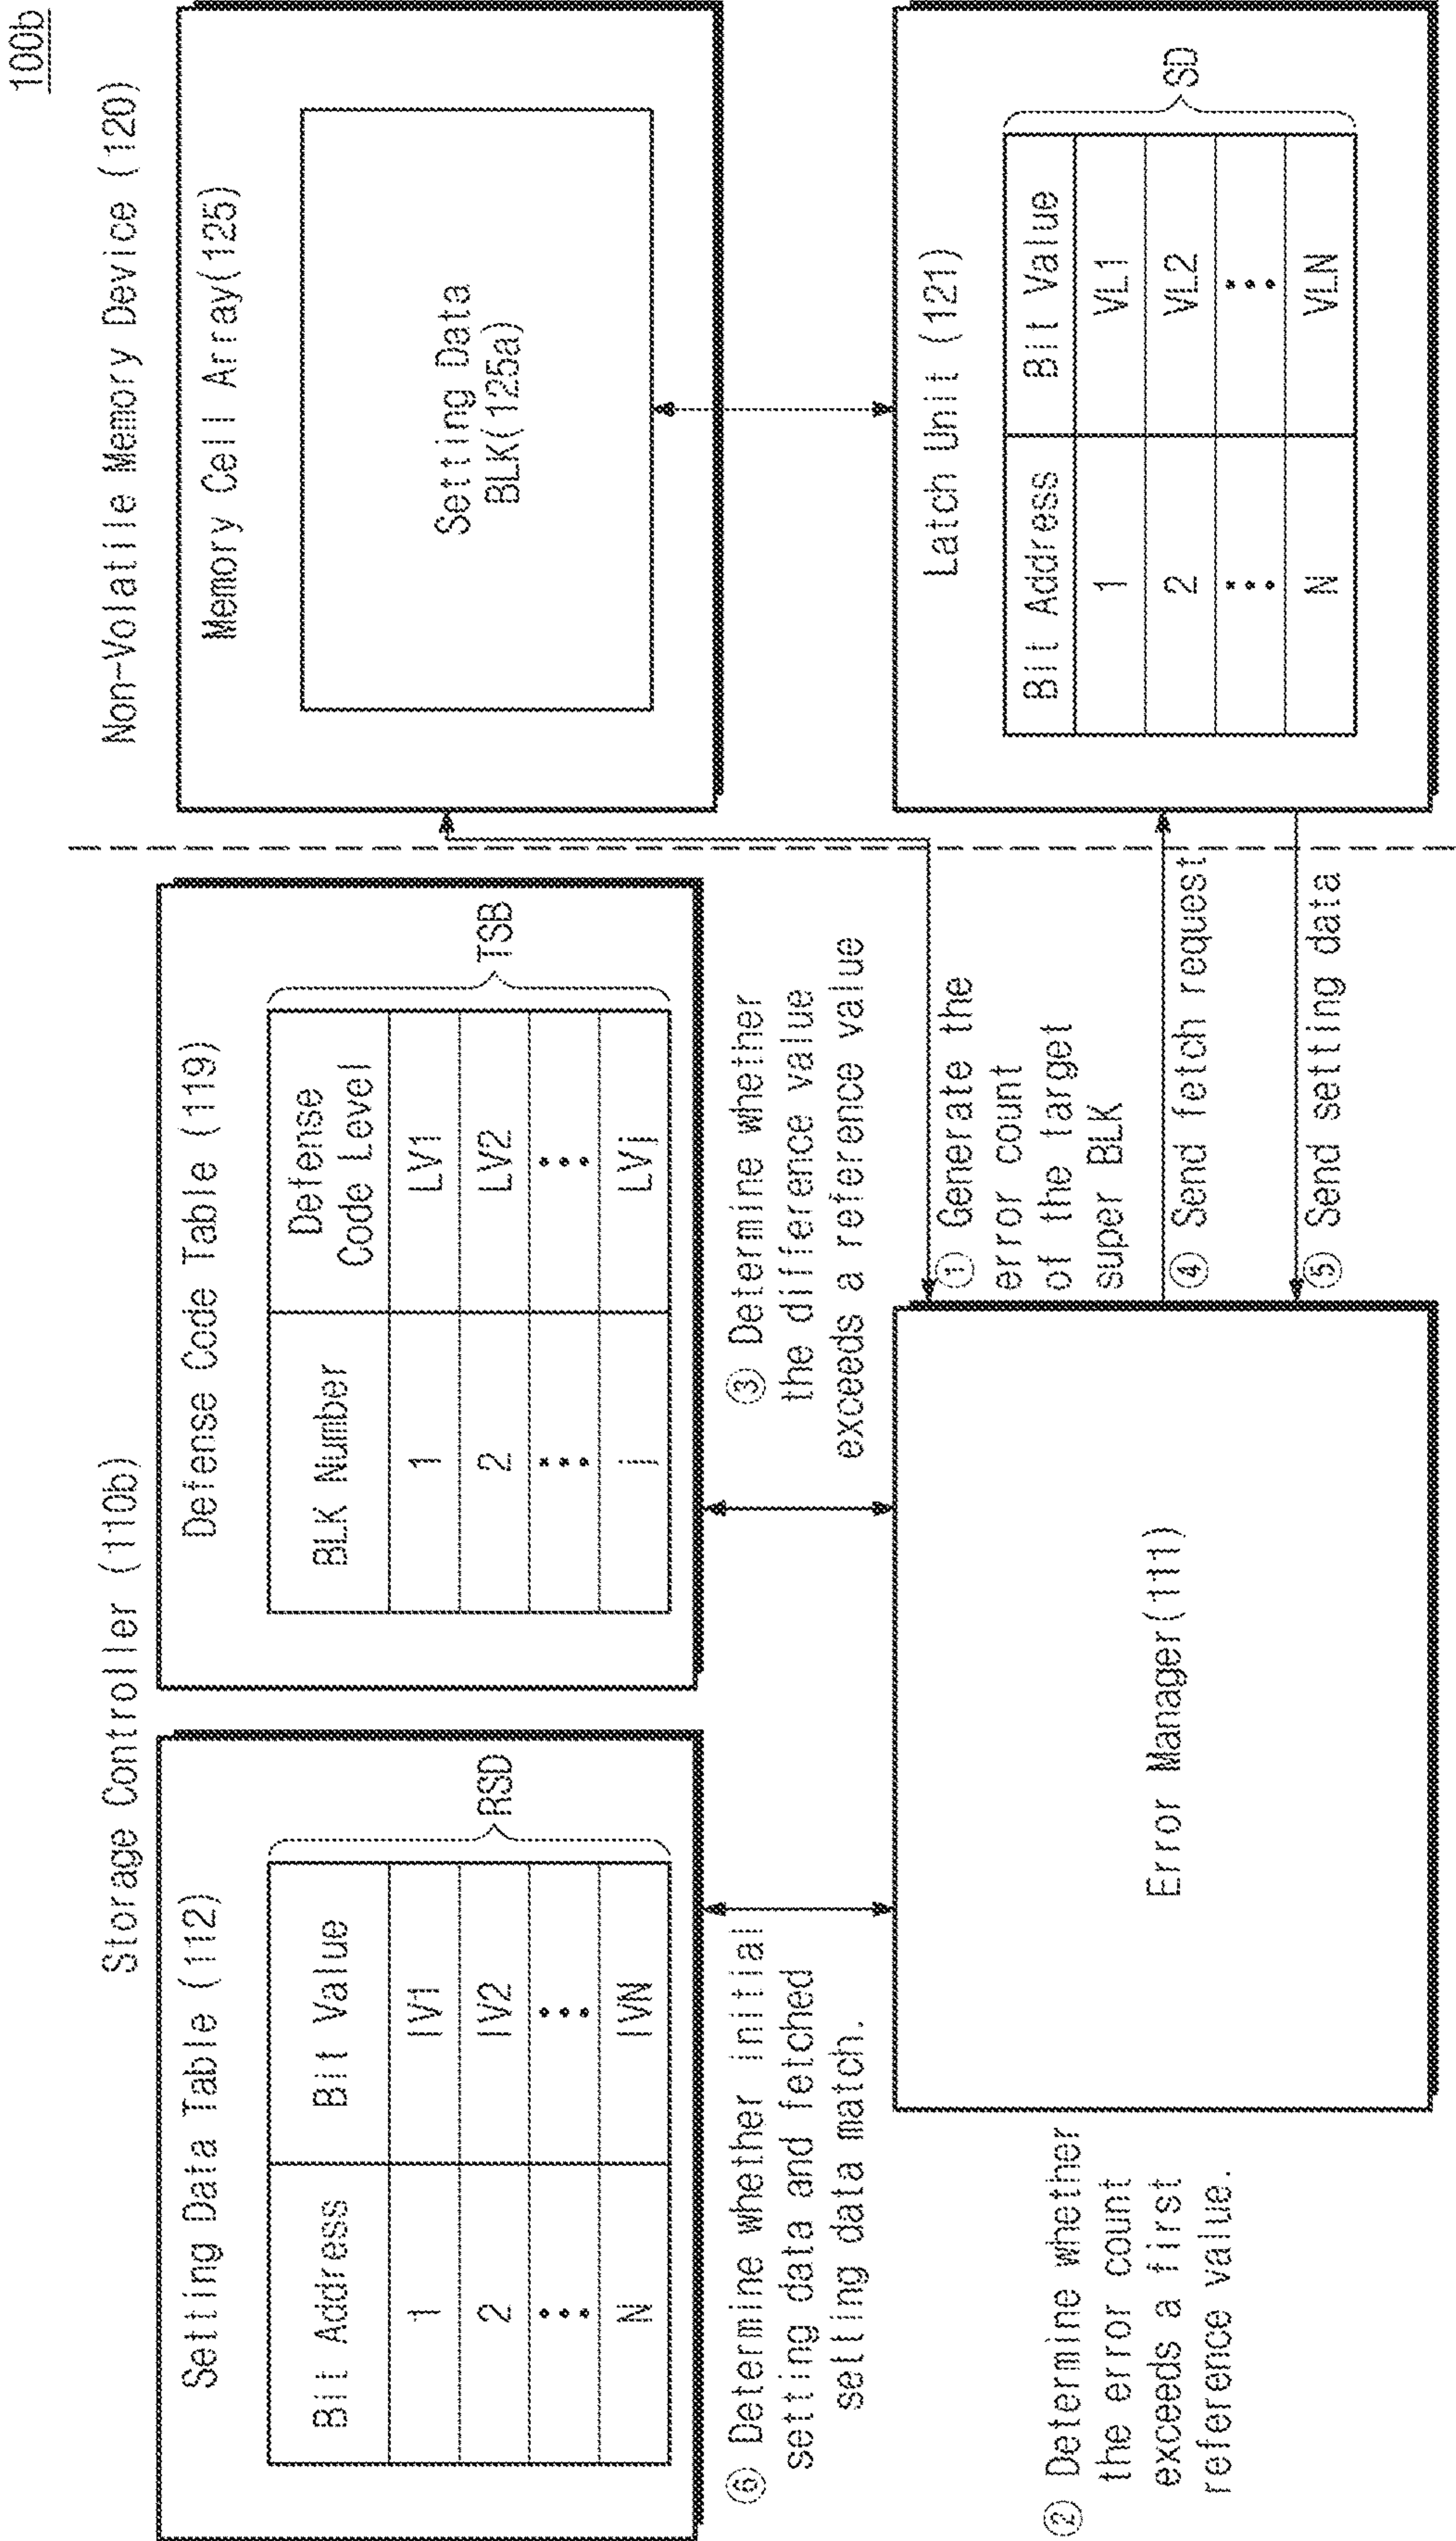 100b
Storage Controller (110b)
Non-Volatile Memory Device (120)
Setting Data Table (112)
Bit Address
Bit Value
1
IV1
2
IV2
N
IVN
RSD
Defense Code Table (119)
BLK Number
Defense
Code Level
1
LV1
2
LV2
j
LVj
TSB
Memory Cell Array(125)
Setting Data
BLK(125a)
⑥ Determine whether initial
setting data and fetched
setting data match.
③ Determine whether
the difference value
exceeds a reference value
② Determine whether
the error count
exceeds a first
reference value.
Error Manager(111)
① Generate the
error count
of the target
super BLK
④ Send fetch request
⑤ Send setting data
Latch Unit (121)
Bit Address
Bit Value
1
VL1
2
VL2
N
VLN
SD